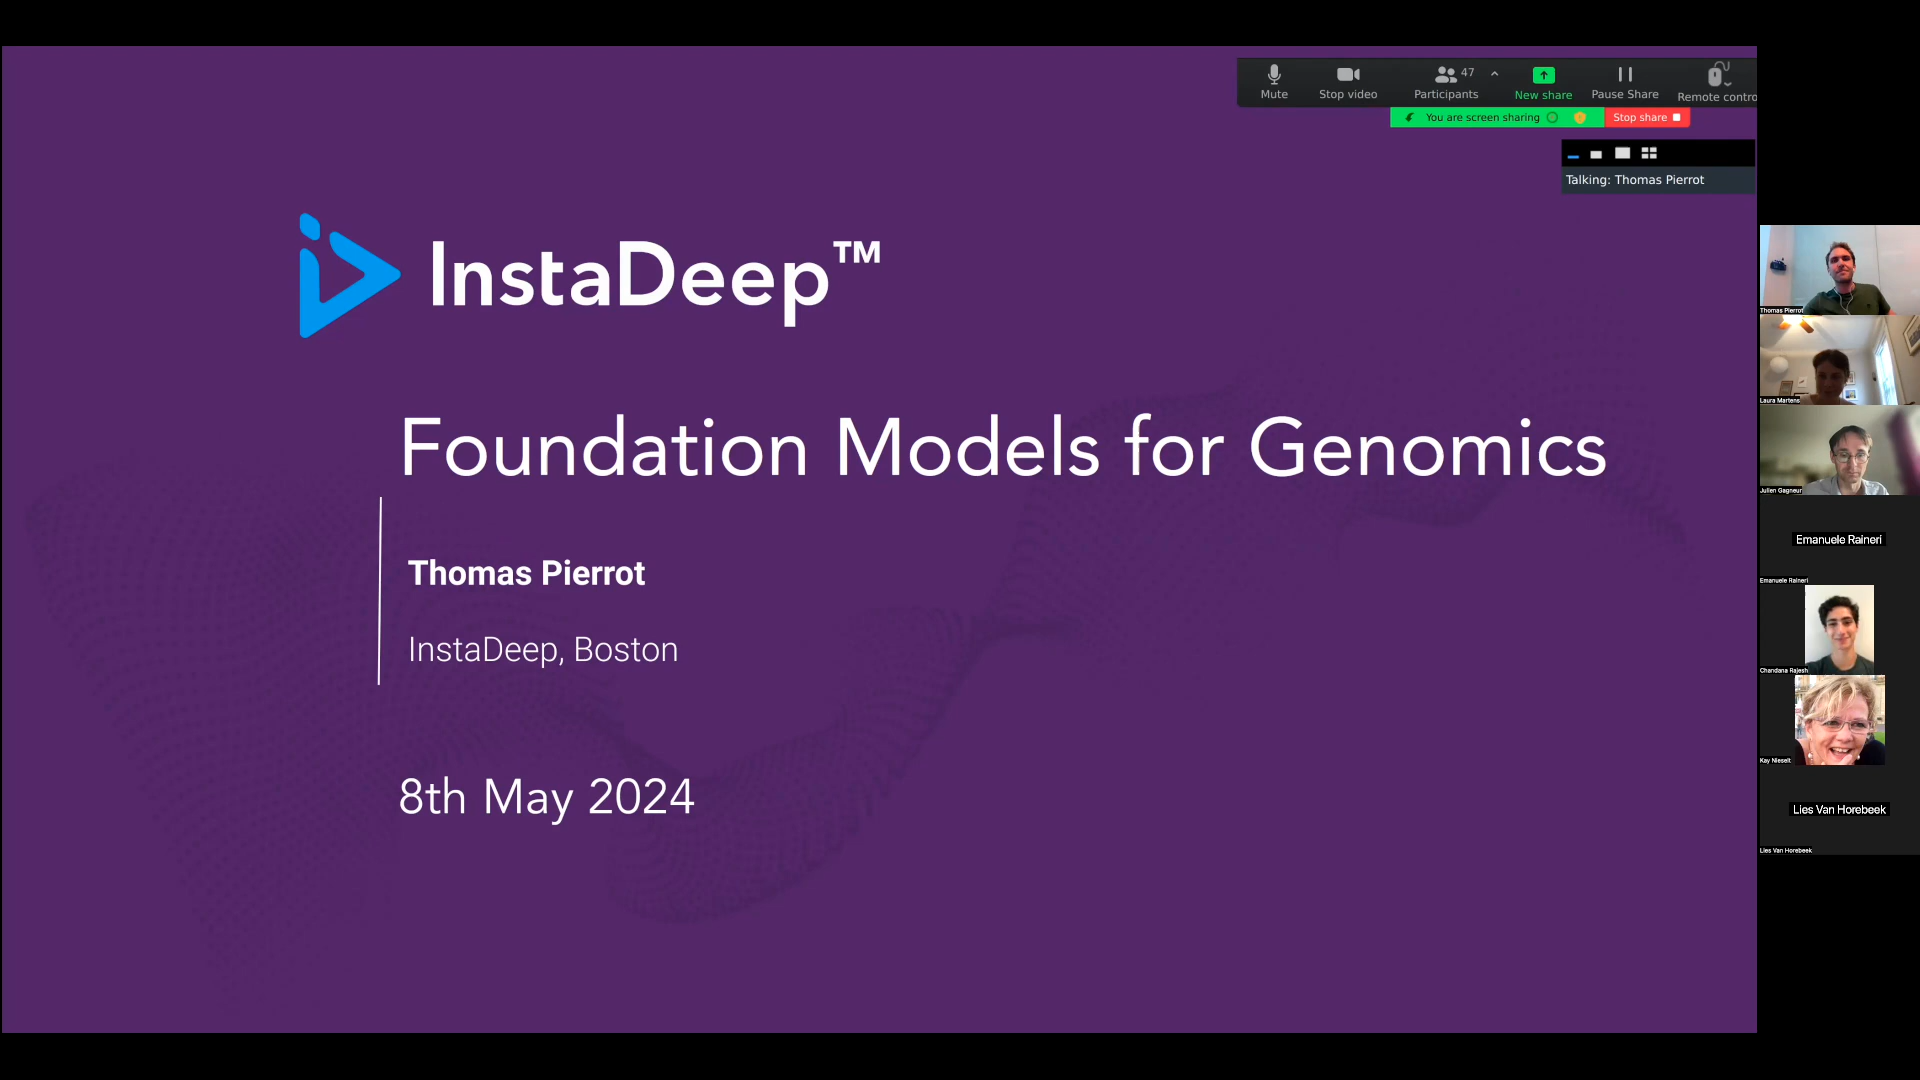 Mute
Stop video
47
Participants
New share
Pause Share
Remote contro
You are screen sharing
Stop share
Talking: Thomas Pierrot
InstaDeep™
Foundation Models for Genomics
Thomas Pierrot
InstaDeep, Boston
8th May 2024
Thomas Pierrot
Laura Martens
Julien Gagneur
Emanuele Raineri
Emanuele Raineri
Chandana Rajesh
Kay Nieselt
Lies Van Horebeek
Lies Van Horebeek